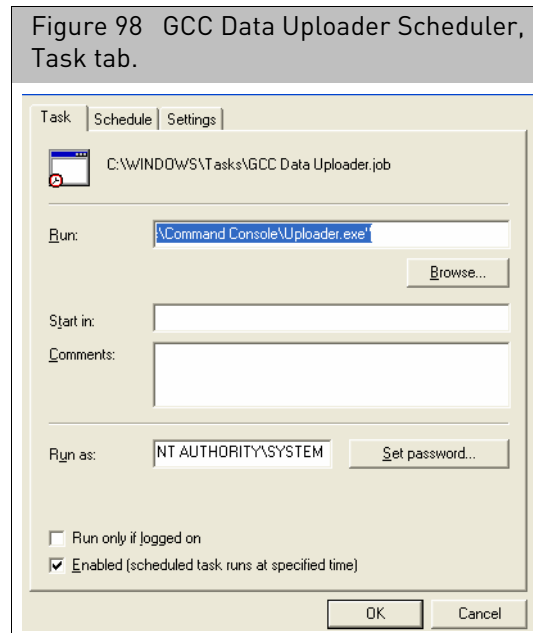 Figure 98 GCC Data Uploader Scheduler,
Task tab.
Task Schedule Settings
C:\WINDOWS\Tasks\GCC Data Uploader.job
Run: :\Command Console\Uploader.exe"
Browse...
Start in:
Comments:
Run as: NT AUTHORITY\SYSTEM Set password...
Run only if logged on
Enabled (scheduled task runs at specified time)
OK Cancel